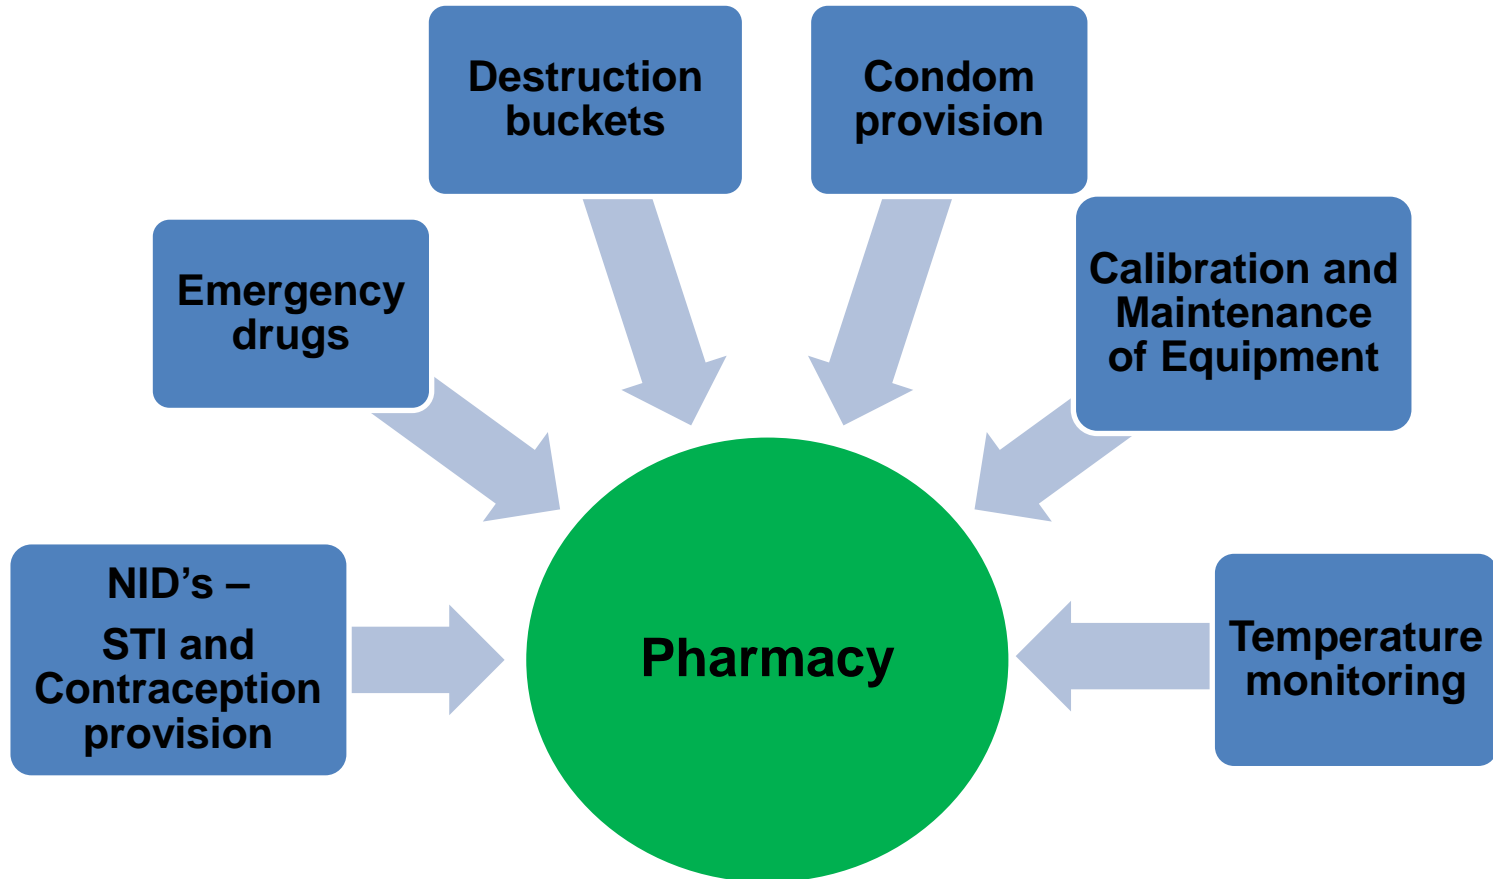 Destruction
buckets
Condom
provision
Emergency
drugs
Calibration and
Maintenance
of Equipment
NID’s –
STI and
Contraception
provision
Pharmacy
Temperature
monitoring